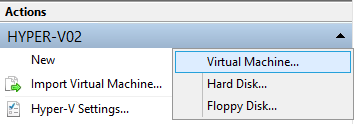 Actions
HYPER-V02
New
Virtual Machine...
Import Virtual Machine...
Hard Disk...
Hyper-V Settings...
Floppy Disk...